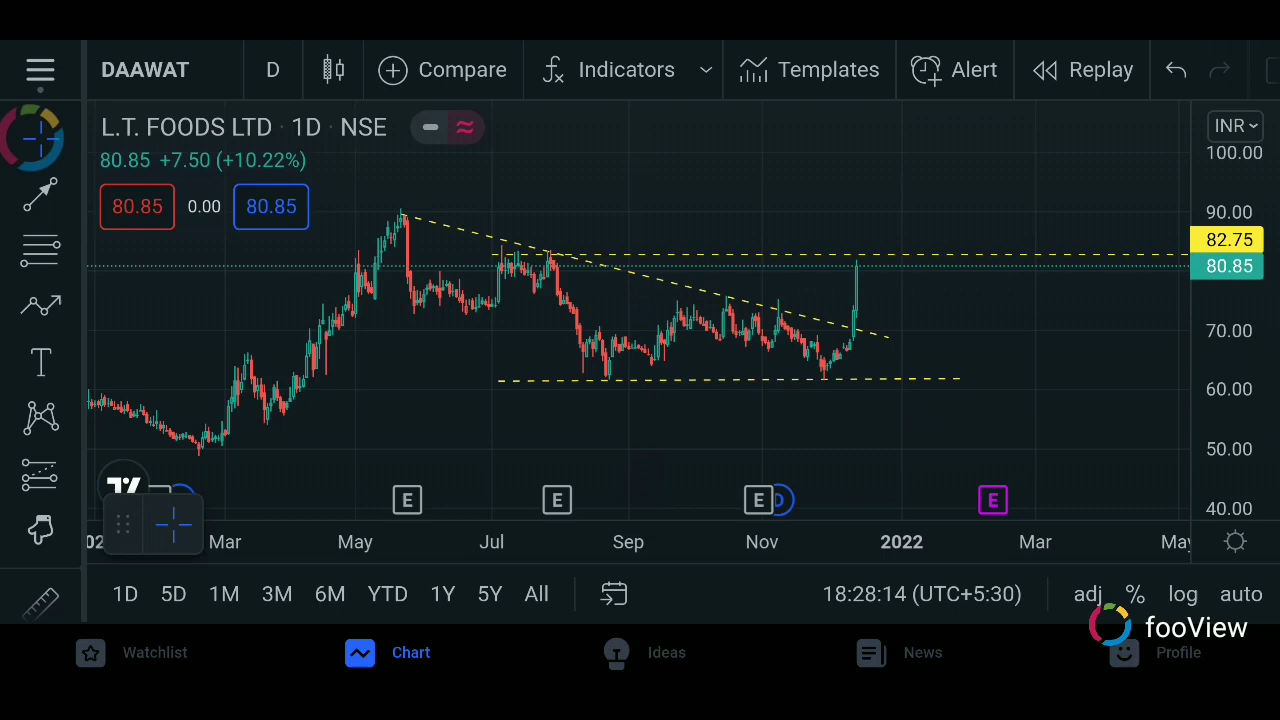 DAAWAT D Compare Indicators Templates Alert Replay
L.T. FOODS LTD · 1D · NSE INR
80.85 +7.50 (+10.22%) 100.00
80.85 0.00 80.85 90.00
82.75
80.85
70.00
60.00
50.00
E E E D E
40.00
Mar May Jul Sep Nov 2022 Mar May
1D 5D 1M 3M 6M YTD 1Y 5Y All 18:28:14 (UTC+5:30) adj % log auto
fooView
Watchlist Chart Ideas News Profile